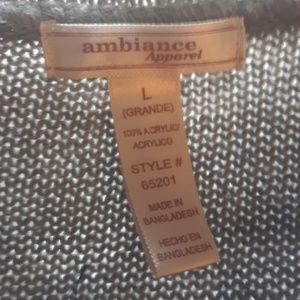 ambiance
Apparel
L
(GRANDE)
100% ACRYLIC/
ACRYLICO
STYLE #
65201
MADE IN
BANGLADESH
HECHO EN
BANGLADESH